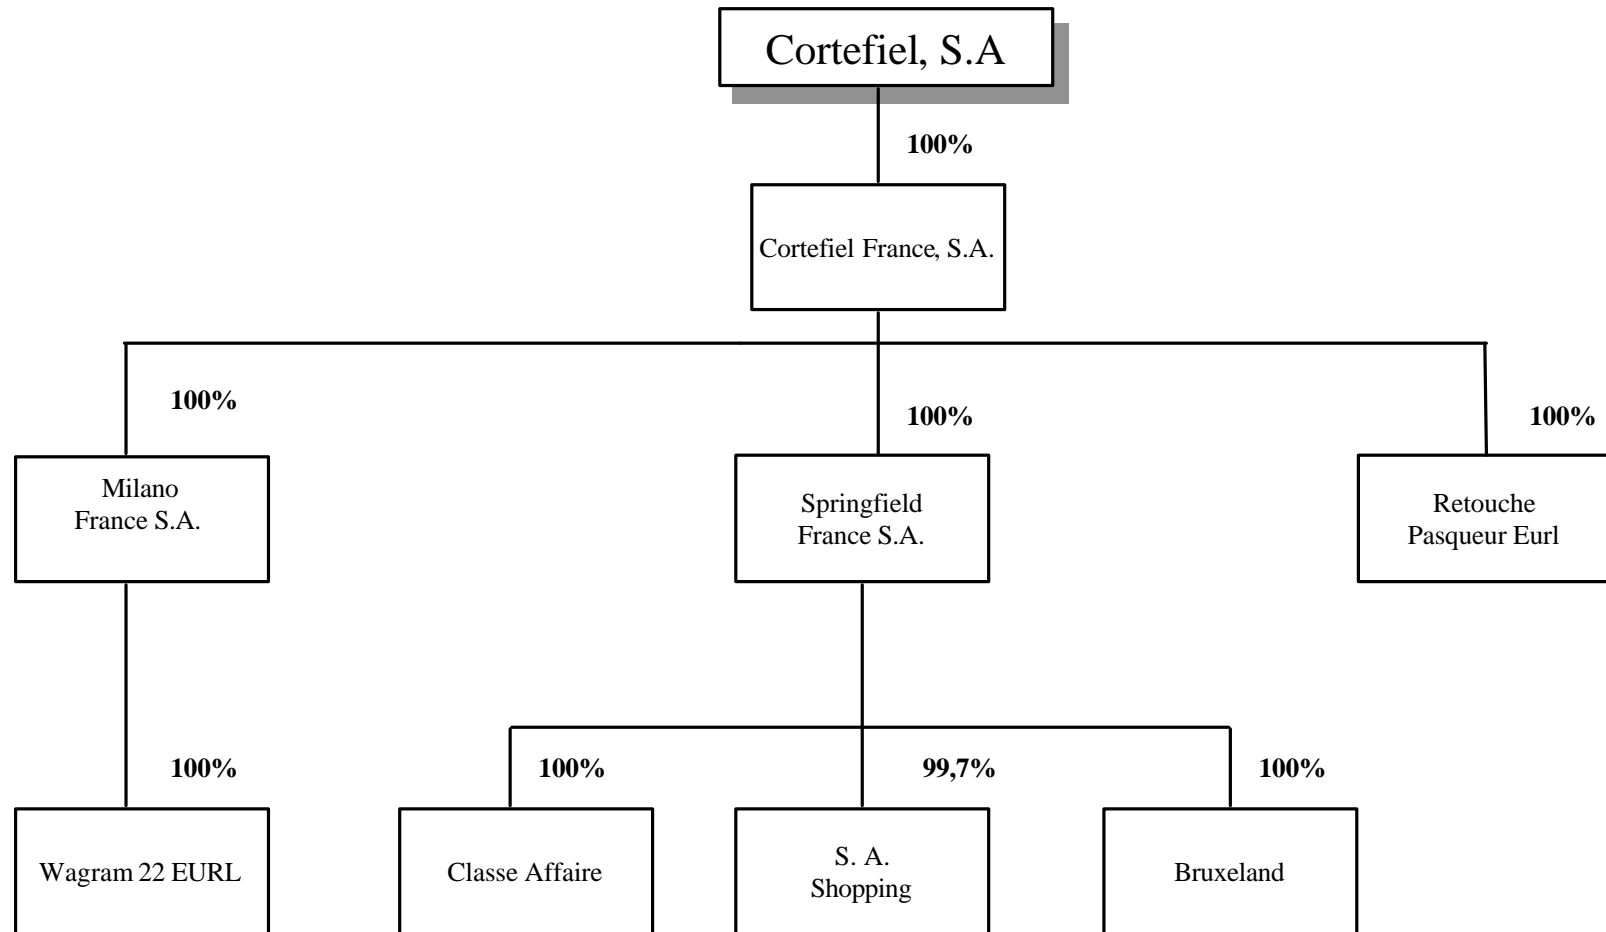 Cortefiel, S.A
100%
Cortefiel France, S.A.
100%
100%
100%
Milano
France S.A.
Springfield
France S.A.
Retouche
Pasqueur Eurl
100%
100%
99,7%
100%
Wagram 22 EURL
Classe Affaire
S. A.
Shopping
Bruxeland